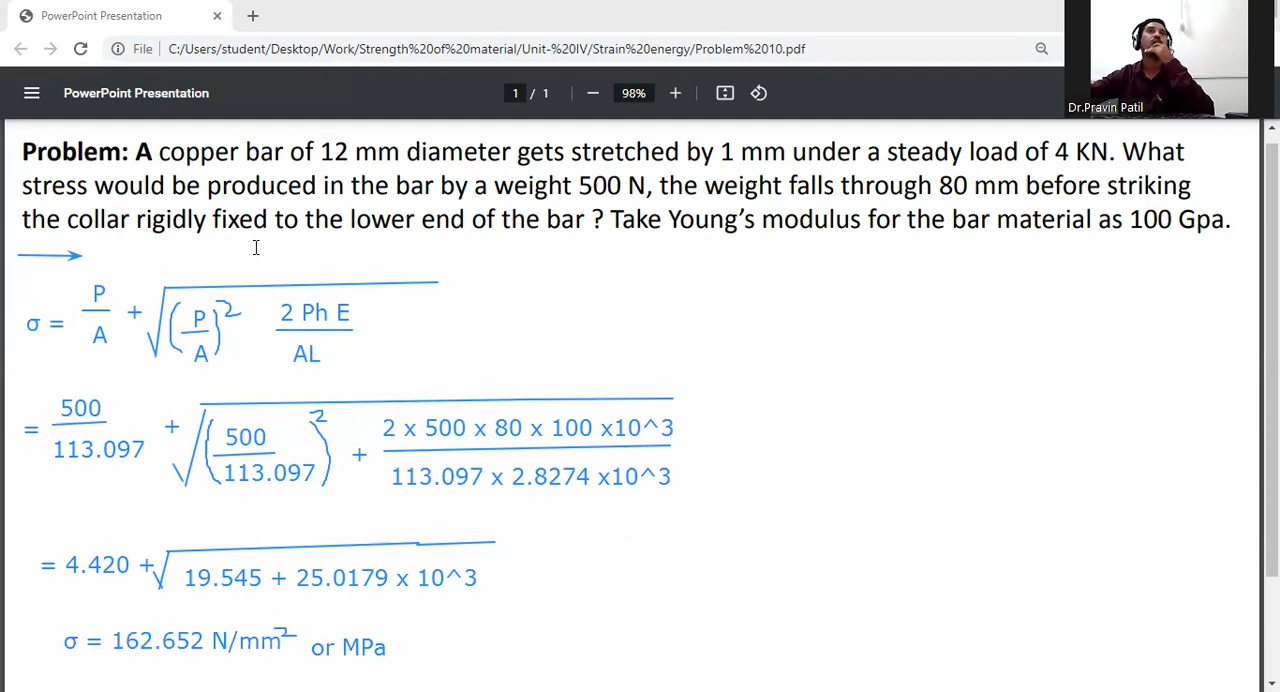 PowerPoint Presentation
File C:/Users/student/Desktop/Work/Strength%20of%20material/Unit-%20IV/Strain%20energy/Problem%2010.pdf
PowerPoint Presentation 1 / 1 98%
Dr.Pravin Patil
Problem: A copper bar of 12 mm diameter gets stretched by 1 mm under a steady load of 4 KN. What
stress would be produced in the bar by a weight 500 N, the weight falls through 80 mm before striking
the collar rigidly fixed to the lower end of the bar ? Take Young's modulus for the bar material as 100 Gpa.
σ = P/A + √(P/A)² 2 Ph E/AL
= 500/113.097 + √(500/113.097)² + 2 x 500 x 80 x 100 x10^3/113.097 x 2.8274 x10^3
= 4.420 +√ 19.545 + 25.0179 x 10^3
σ = 162.652 N/mm² or MPa